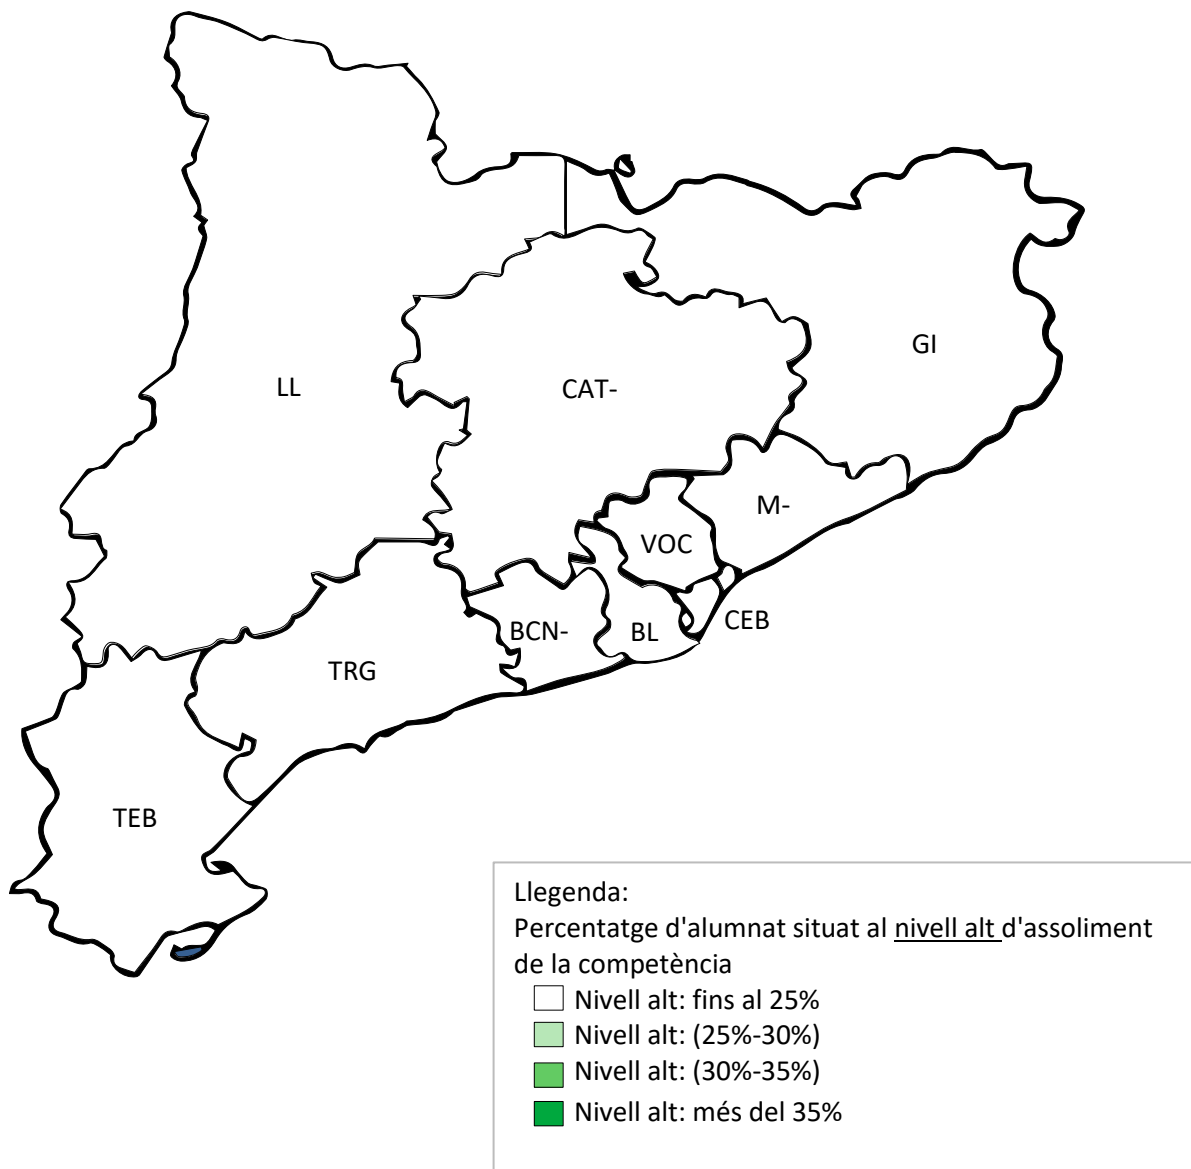 GI
LL
CAT-
M-
VOC
CEB
BCN-
BL
TRG
TEB
Llegenda:
Percentatge d'alumnat situat al nivell alt d'assoliment
de la competència
Nivell alt: fins al 25%
Nivell alt: (25%-30%)
Nivell alt: (30%-35%)
Nivell alt: més del 35%